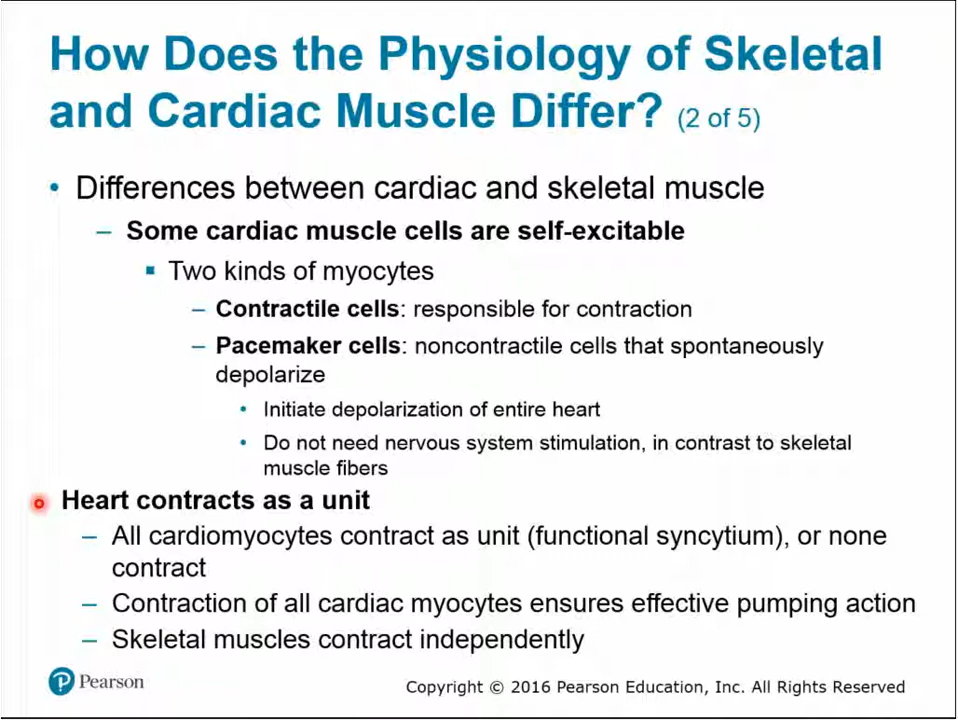 How Does the Physiology of Skeletal
and Cardiac Muscle Differ? (2 of 5)
• Differences between cardiac and skeletal muscle
– Some cardiac muscle cells are self-excitable
▪ Two kinds of myocytes
– Contractile cells: responsible for contraction
– Pacemaker cells: noncontractile cells that spontaneously
depolarize
• Initiate depolarization of entire heart
• Do not need nervous system stimulation, in contrast to skeletal
muscle fibers
Heart contracts as a unit
– All cardiomyocytes contract as unit (functional syncytium), or none
contract
– Contraction of all cardiac myocytes ensures effective pumping action
– Skeletal muscles contract independently
P Pearson
Copyright © 2016 Pearson Education, Inc. All Rights Reserved